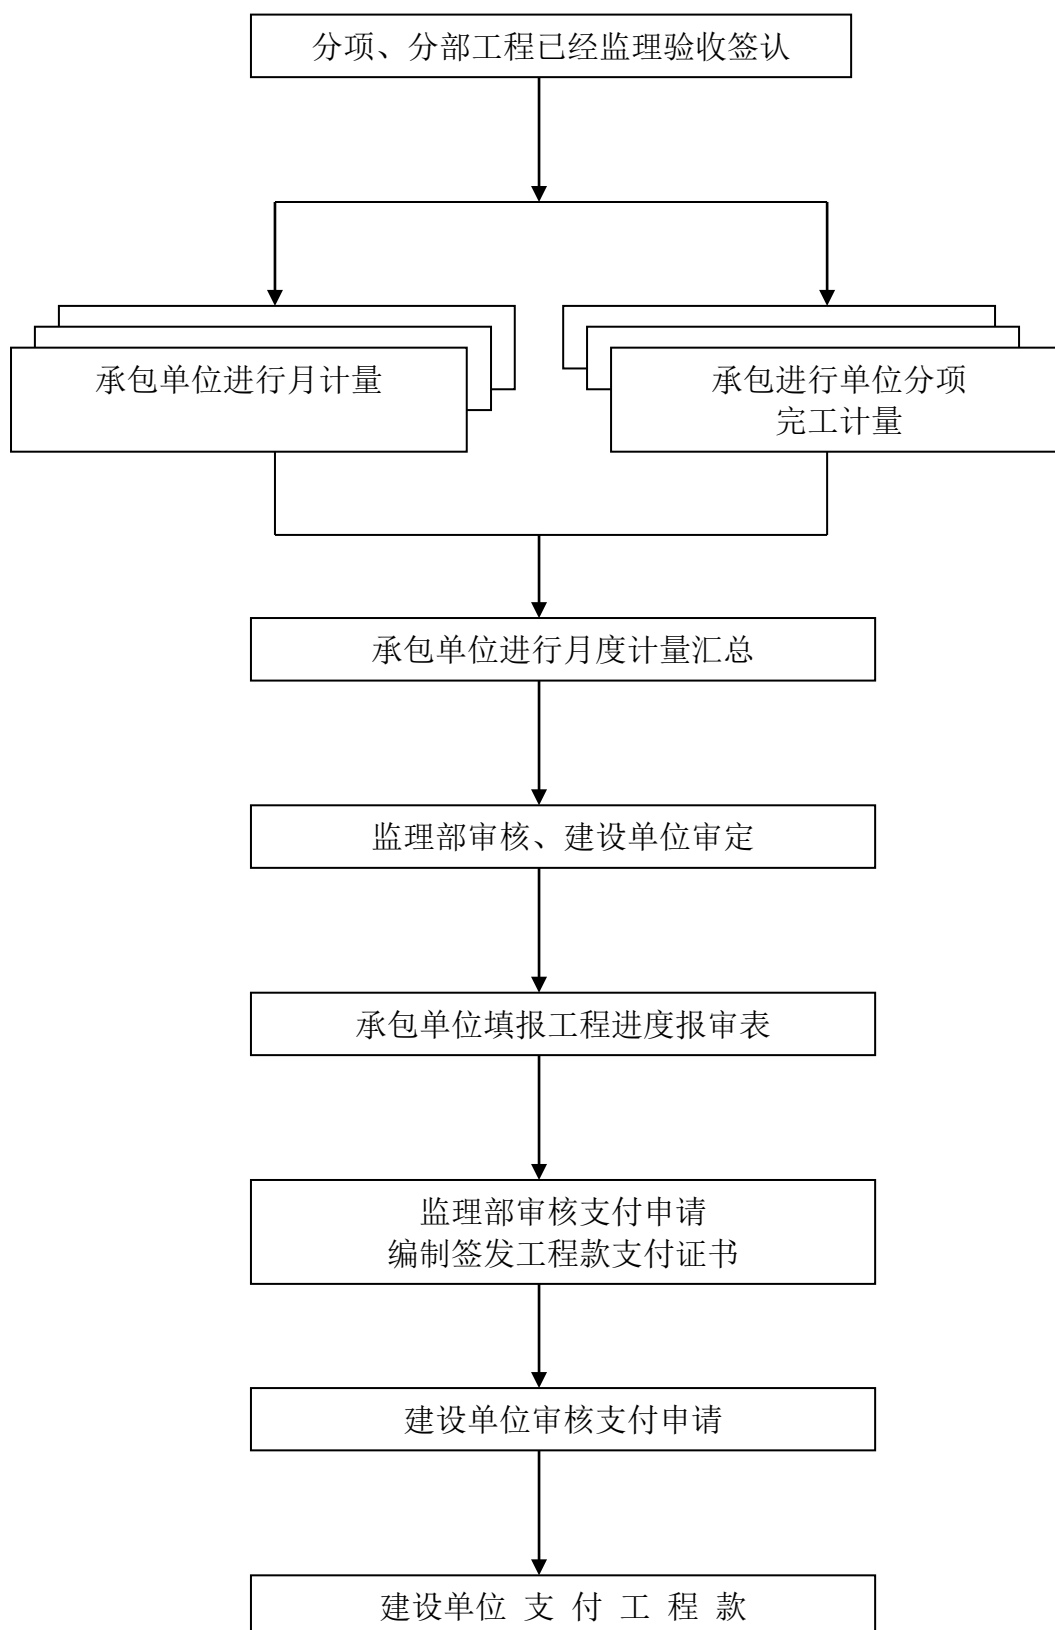 分项、分部工程已经监理验收签认
承包单位进行月计量
承包进行单位分项
完工计量
承包单位进行月度计量汇总
监理部审核、建设单位审定
承包单位填报工程进度报审表
监理部审核支付申请
编制签发工程款支付证书
建设单位审核支付申请
建设单位 支 付 工 程 款